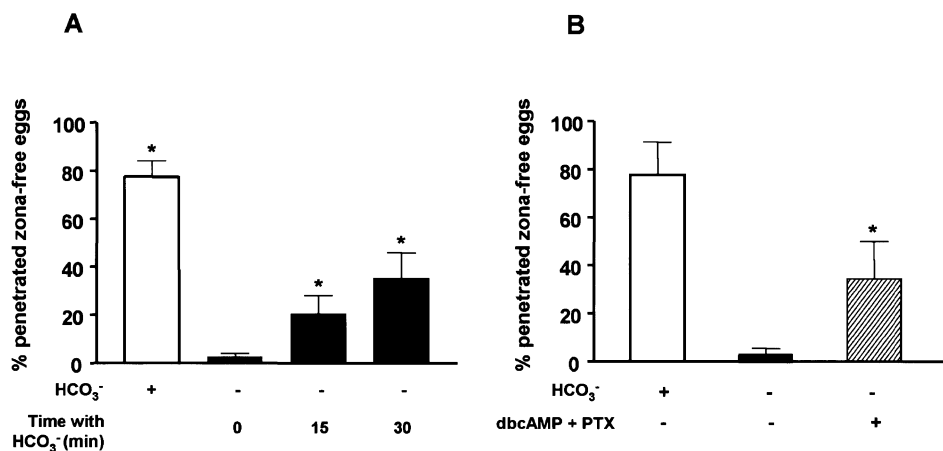 A
% penetrated zona-free eggs
100
80
60
40
20
0
*
*
*
HCO₃⁻ + - - -
Time with HCO₃⁻ (min) 0 15 30
B
% penetrated zona-free eggs
100
80
60
40
20
0
*
HCO₃⁻ + - -
dbcAMP + PTX - - +